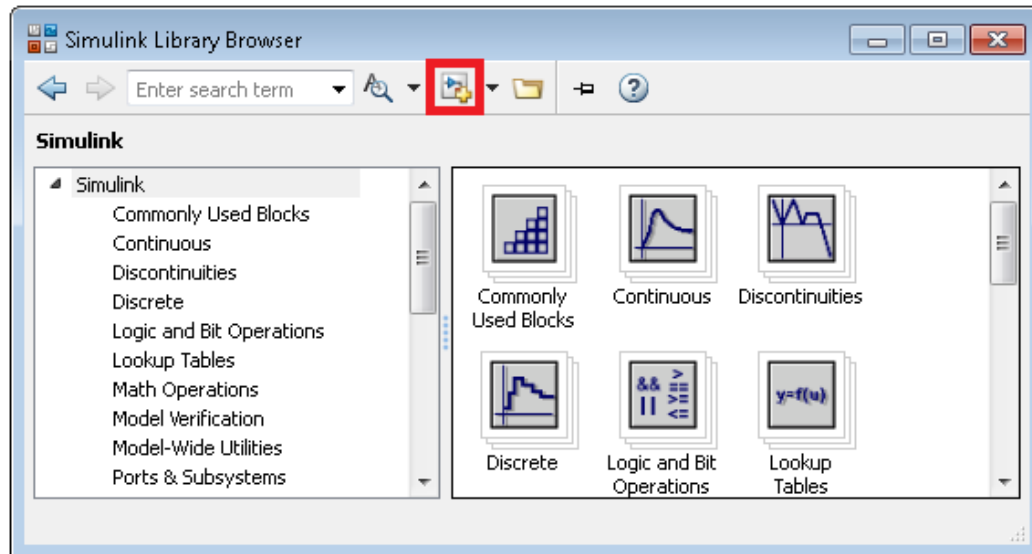 Simulink Library Browser
Enter search term
Simulink
Simulink
Commonly Used Blocks
Continuous
Discontinuities
Discrete
Logic and Bit Operations
Lookup Tables
Math Operations
Model Verification
Model-Wide Utilities
Ports & Subsystems
Commonly
Used Blocks
Continuous
Discontinuities
&& >
|| ==
>=
<=
y=f(u)
Discrete
Logic and Bit
Operations
Lookup
Tables